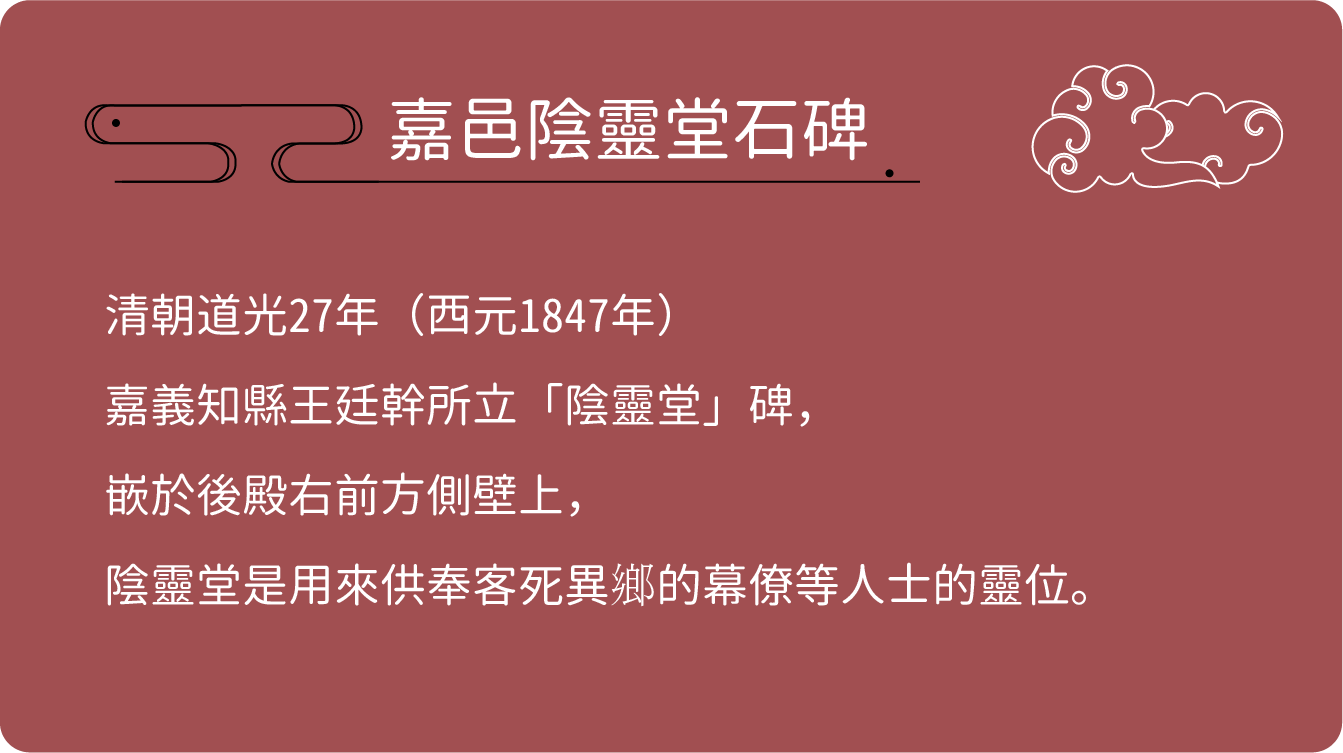 嘉邑陰靈堂石碑
清朝道光27年（西元1847年）
嘉義知縣王廷幹所立「陰靈堂」碑，
嵌於後殿右前方側壁上，
陰靈堂是用來供奉客死異鄉的幕僚等人士的靈位。